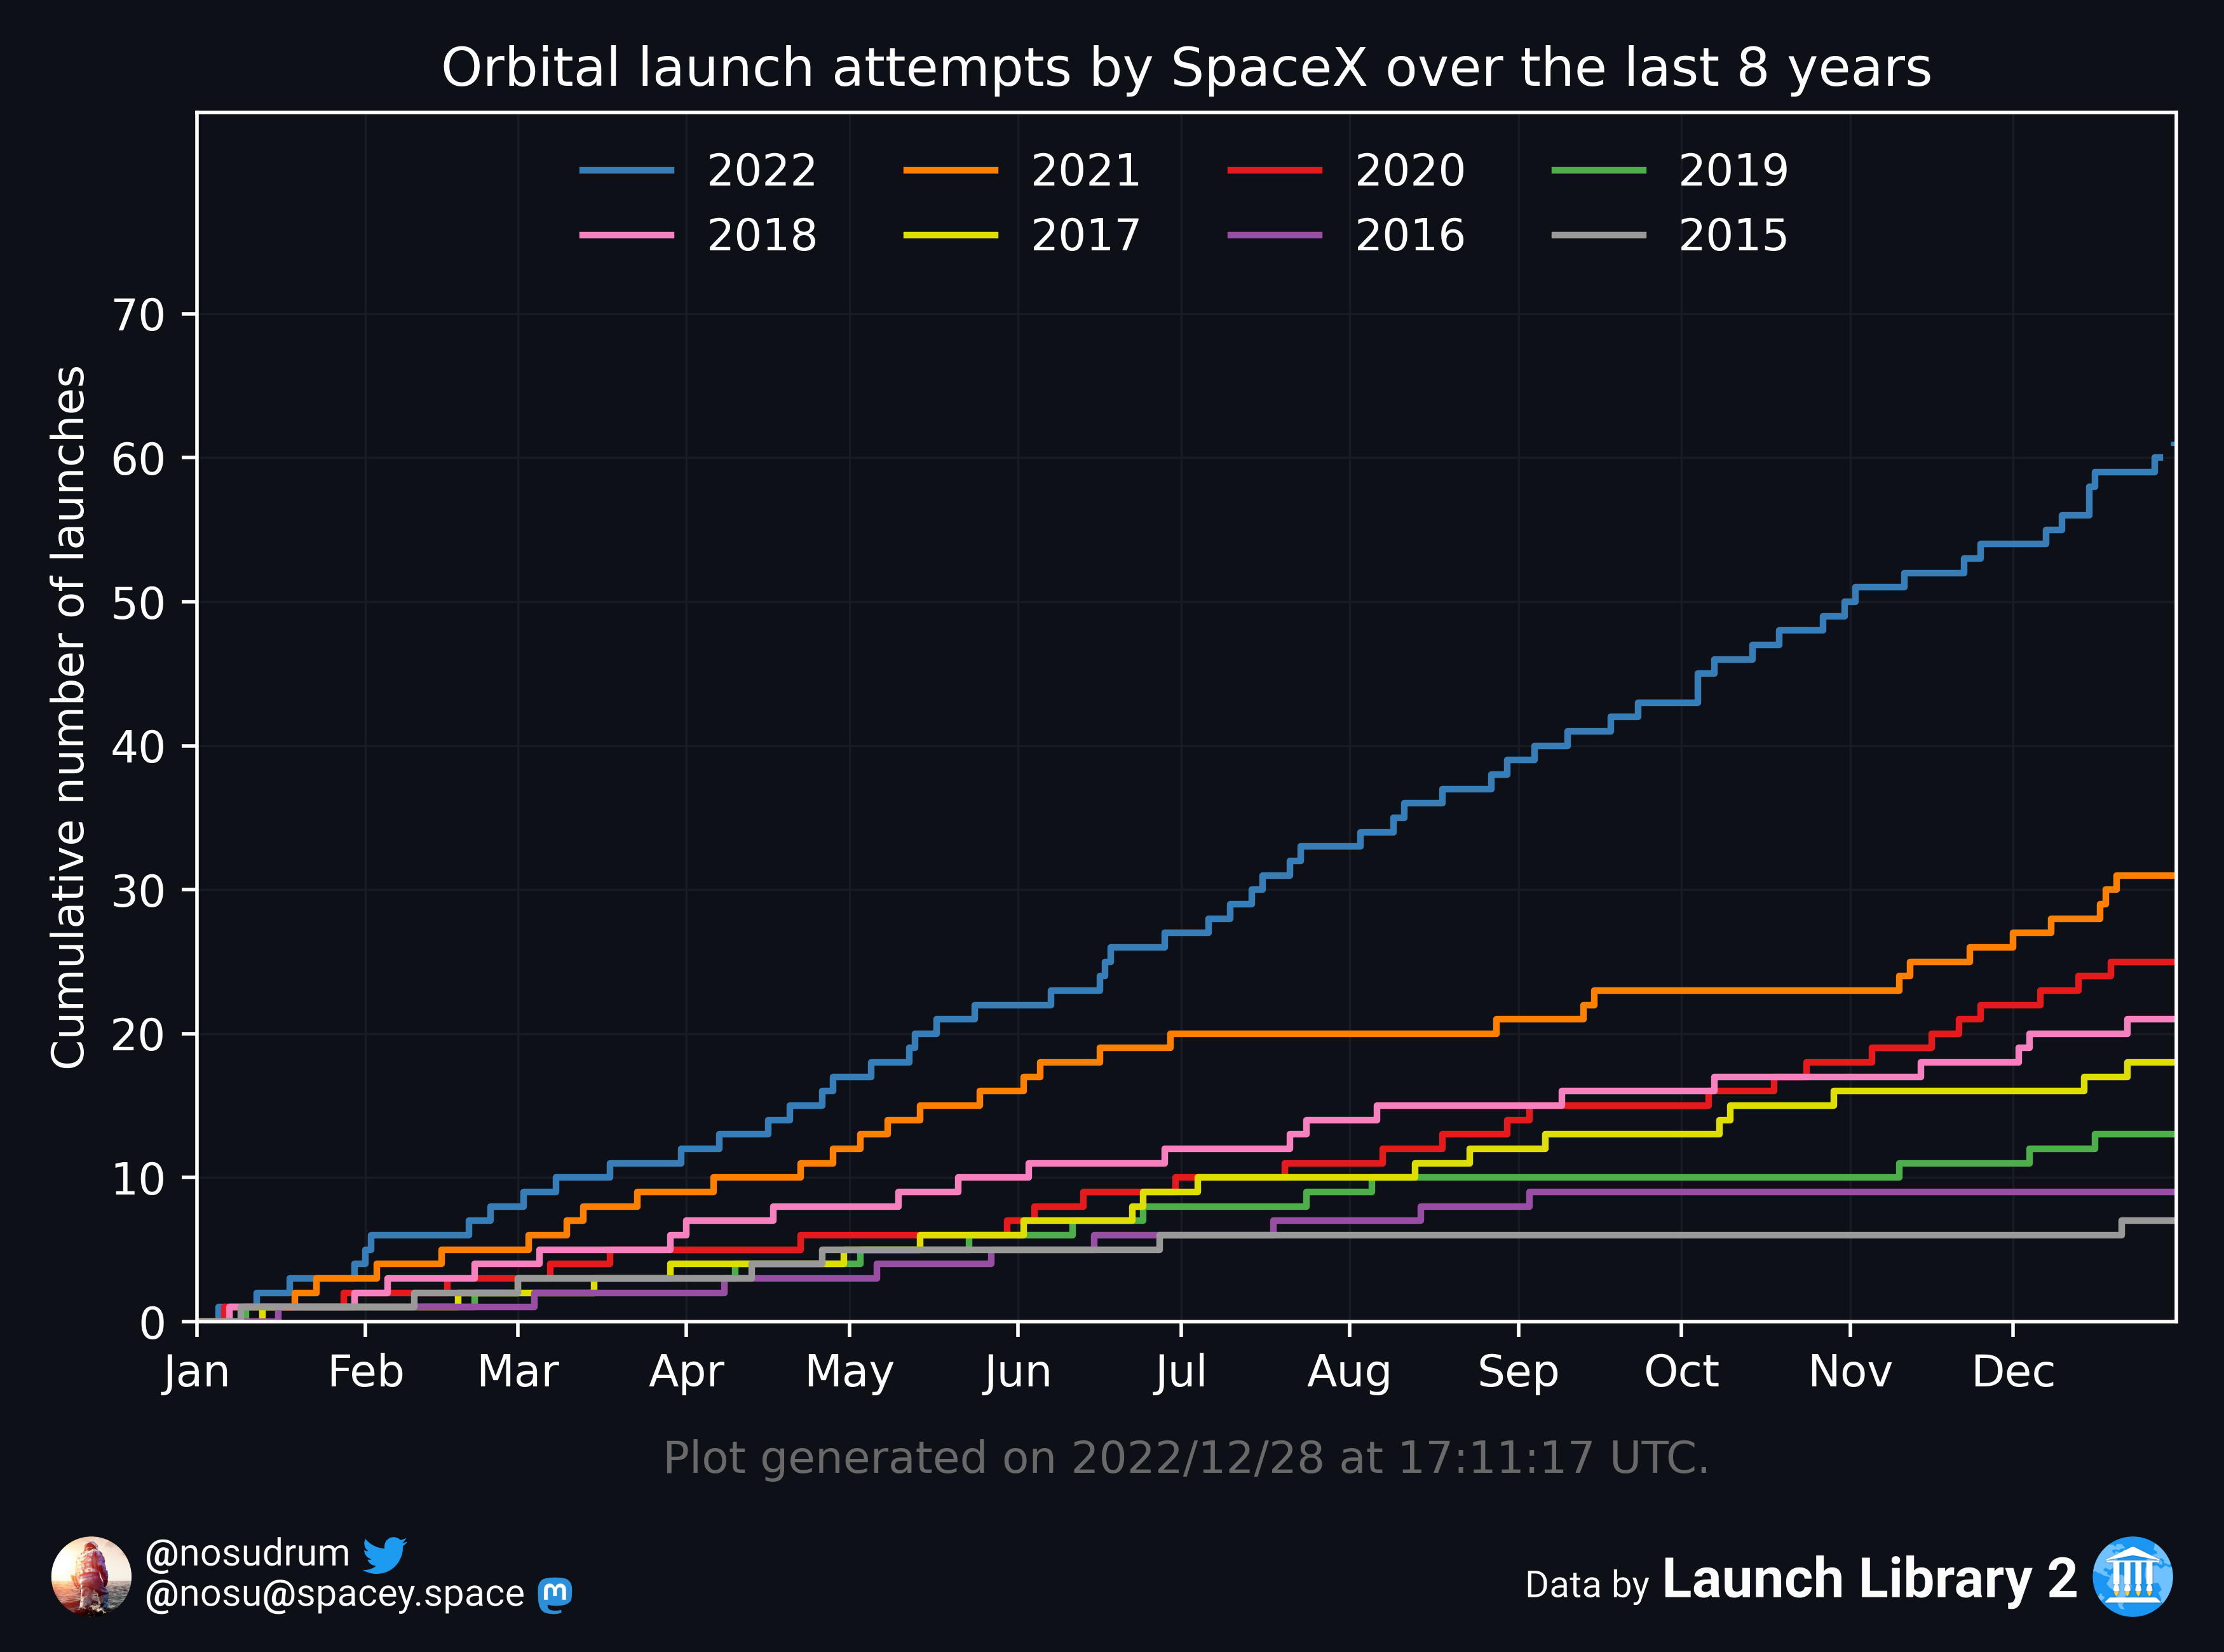 Orbital launch attempts by SpaceX over the last 8 years
2022 2021 2020 2019
2018 2017 2016 2015
Cumulative number of launches
70
60
50
40
30
20
10
0
Jan Feb Mar Apr May Jun Jul Aug Sep Oct Nov Dec
Plot generated on 2022/12/28 at 17:11:17 UTC.
@nosudrum
@nosu@spacey.space
Data by Launch Library 2